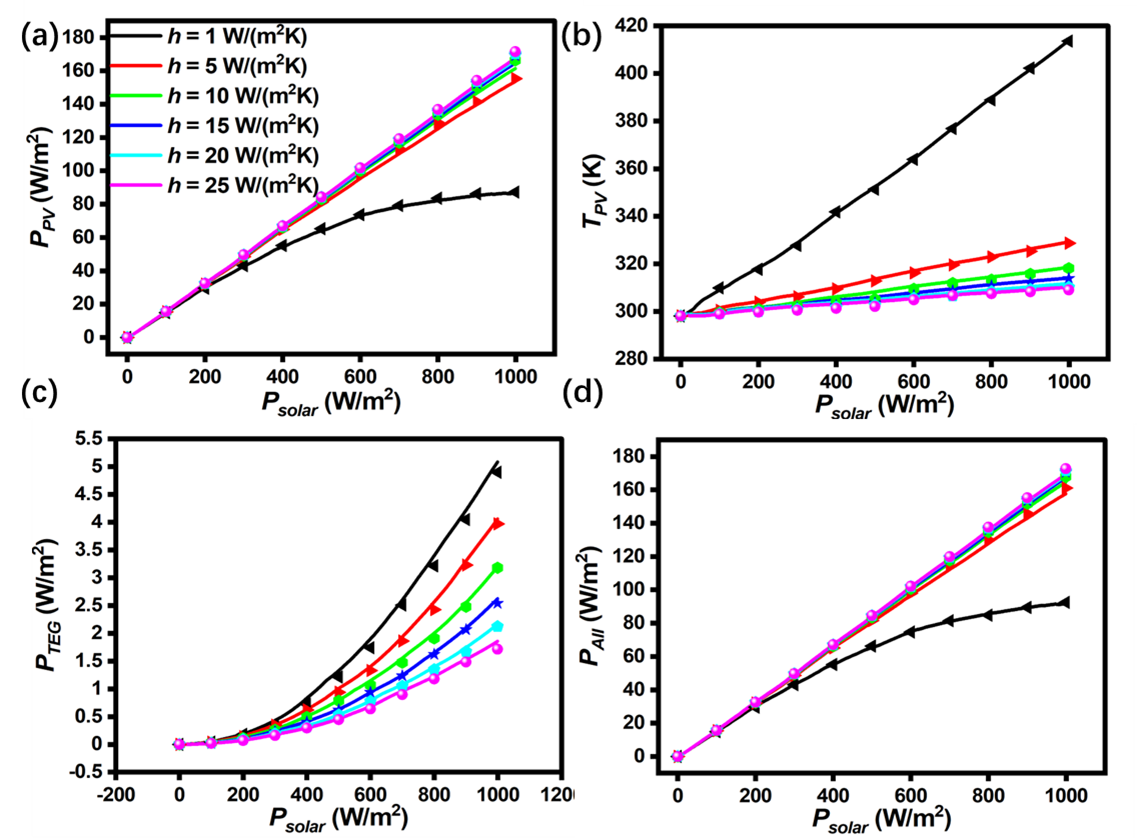 (a)
180
160
140
120
100
80
60
40
20
0
P_PV (W/m²)
h = 1 W/(m²K)
h = 5 W/(m²K)
h = 10 W/(m²K)
h = 15 W/(m²K)
h = 20 W/(m²K)
h = 25 W/(m²K)
0 200 400 600 800 1000
P_solar (W/m²)
(b)
420
400
380
360
340
320
300
280
T_PV (K)
0 200 400 600 800 1000
P_solar (W/m²)
(c)
5.5
5
4.5
4
3.5
3
2.5
2
1.5
1
0.5
0
-0.5
P_TEG (W/m²)
-200 0 200 400 600 800 1000 1200
P_solar (W/m²)
(d)
180
160
140
120
100
80
60
40
20
0
P_All (W/m²)
0 200 400 600 800 1000
P_solar (W/m²)